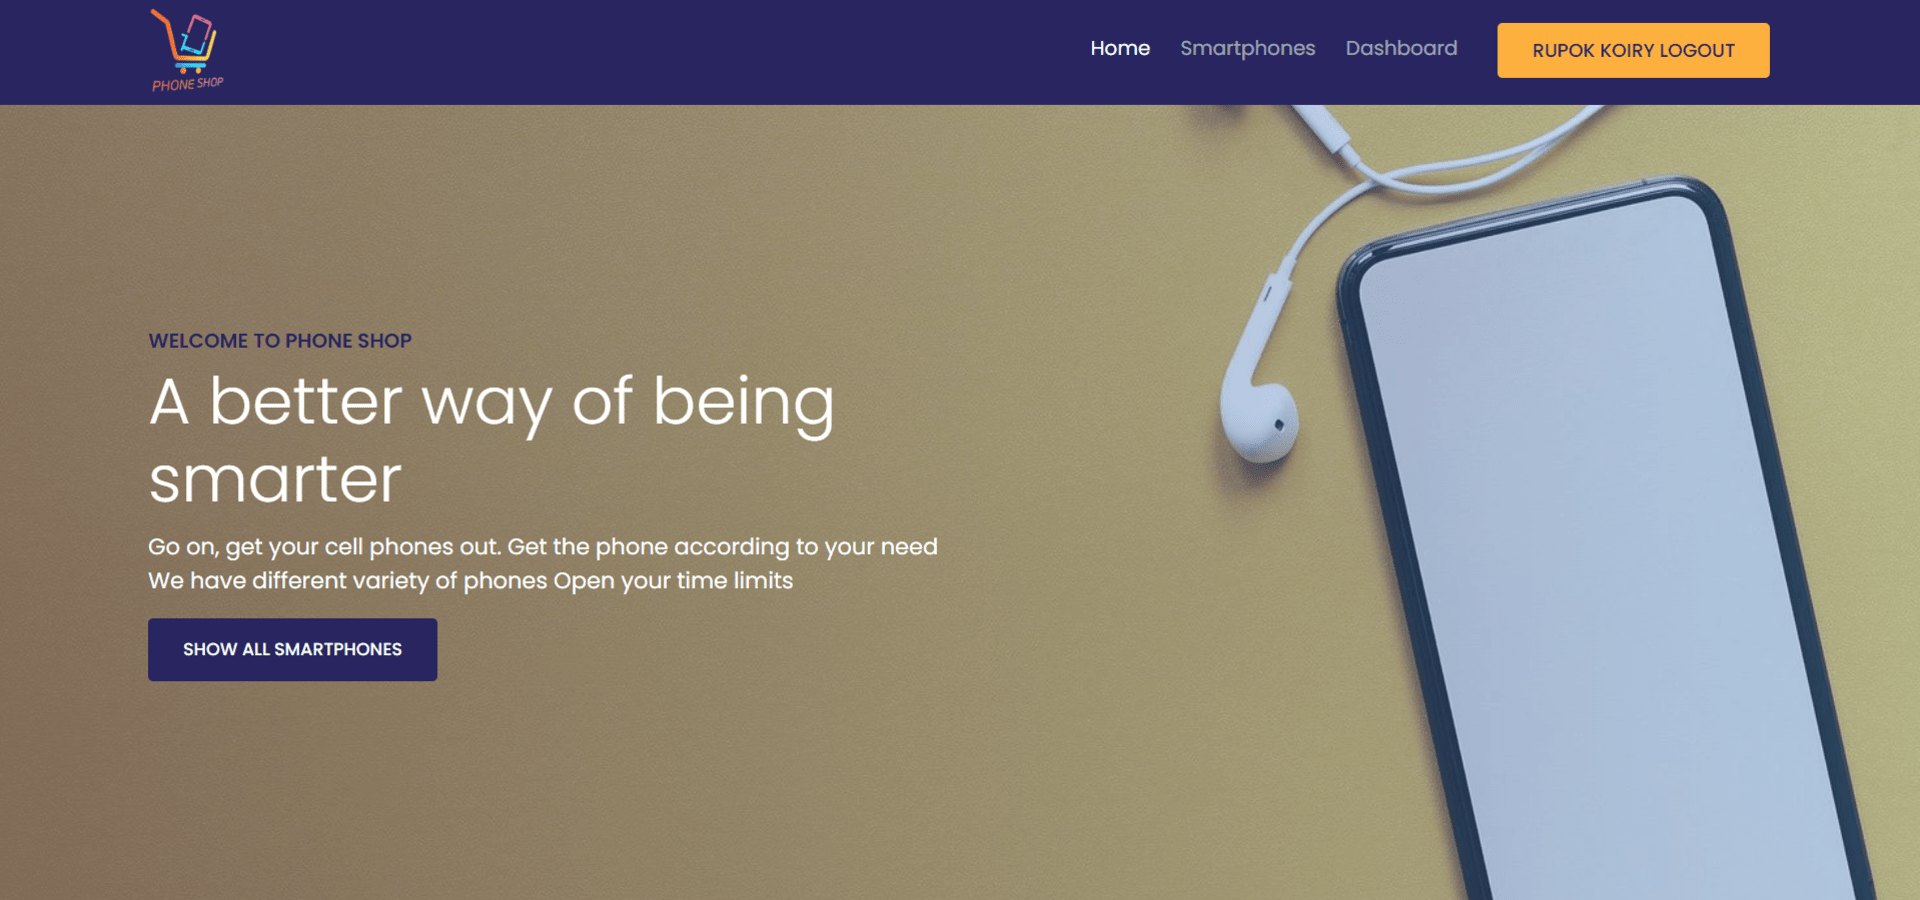 PHONE SHOP
Home Smartphones Dashboard RUPOK KOIRY LOGOUT
WELCOME TO PHONE SHOP
A better way of being
smarter
Go on, get your cell phones out. Get the phone according to your need
We have different variety of phones Open your time limits
SHOW ALL SMARTPHONES